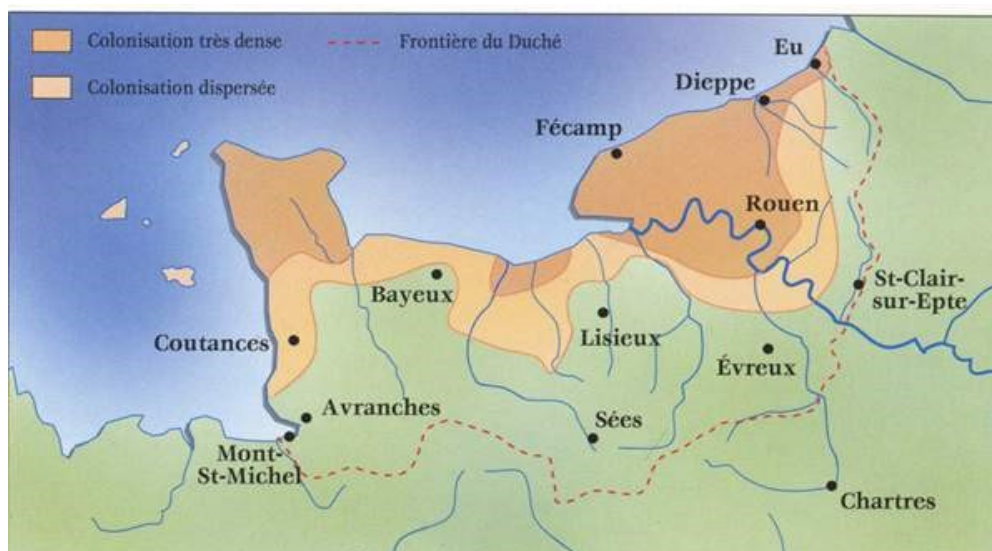 Colonisation très dense
Frontière du Duché
Colonisation dispersée
Eu
Dieppe
Fécamp
Rouen
St-Clair-
sur-Epte
Bayeux
Coutances
Lisieux
Évreux
Avranches
Sées
Mont-
St-Michel
Chartres